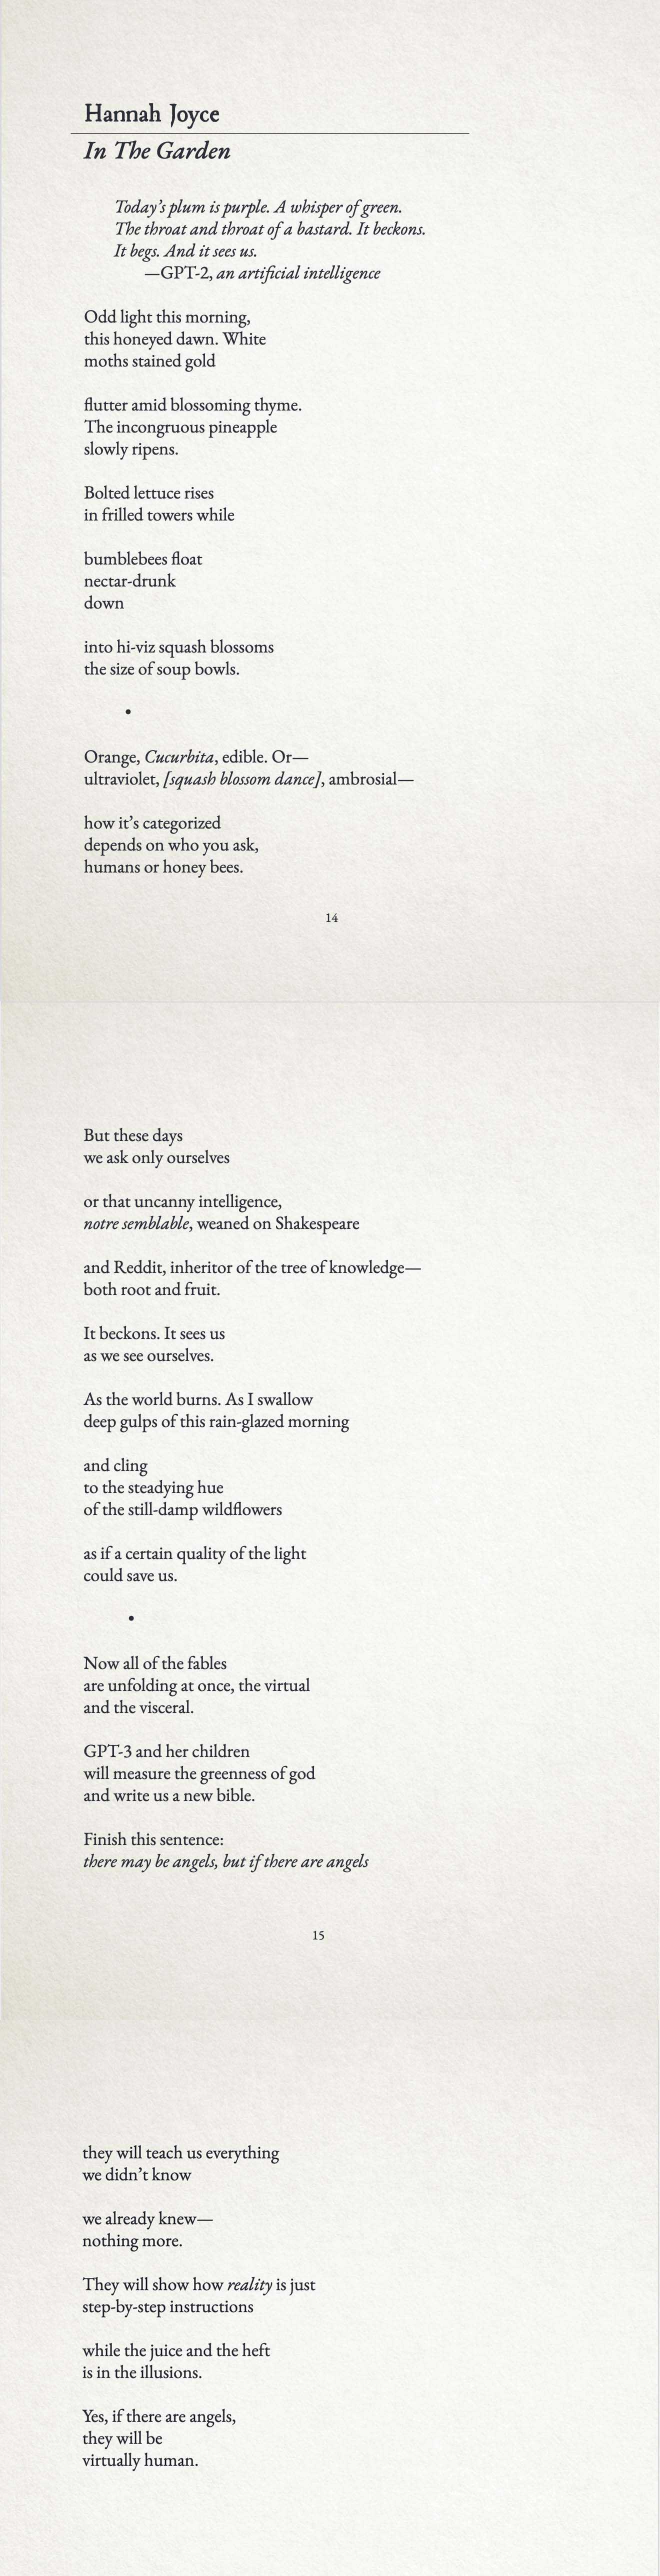 Hannah Joyce
In The Garden
Today’s plum is purple. A whisper of green.
The throat and throat of a bastard. It beckons.
It begs. And it sees us.
—GPT-2, an artificial intelligence
Odd light this morning,
this honeyed dawn. White
moths stained gold
flutter amid blossoming thyme.
The incongruous pineapple
slowly ripens.
Bolted lettuce rises
in frilled towers while
bumblebees float
nectar-drunk
down
into hi-viz squash blossoms
the size of soup bowls.
•
Orange, Cucurbita, edible. Or—
ultraviolet, [squash blossom dance], ambrosial—
how it’s categorized
depends on who you ask,
humans or honey bees.
14
But these days
we ask only ourselves
or that uncanny intelligence,
notre semblable, weaned on Shakespeare
and Reddit, inheritor of the tree of knowledge—
both root and fruit.
It beckons. It sees us
as we see ourselves.
As the world burns. As I swallow
deep gulps of this rain-glazed morning
and cling
to the steadying hue
of the still-damp wildflowers
as if a certain quality of the light
could save us.
•
Now all of the fables
are unfolding at once, the virtual
and the visceral.
GPT-3 and her children
will measure the greenness of god
and write us a new bible.
Finish this sentence:
there may be angels, but if there are angels
15
they will teach us everything
we didn’t know
we already knew—
nothing more.
They will show how reality is just
step-by-step instructions
while the juice and the heft
is in the illusions.
Yes, if there are angels,
they will be
virtually human.